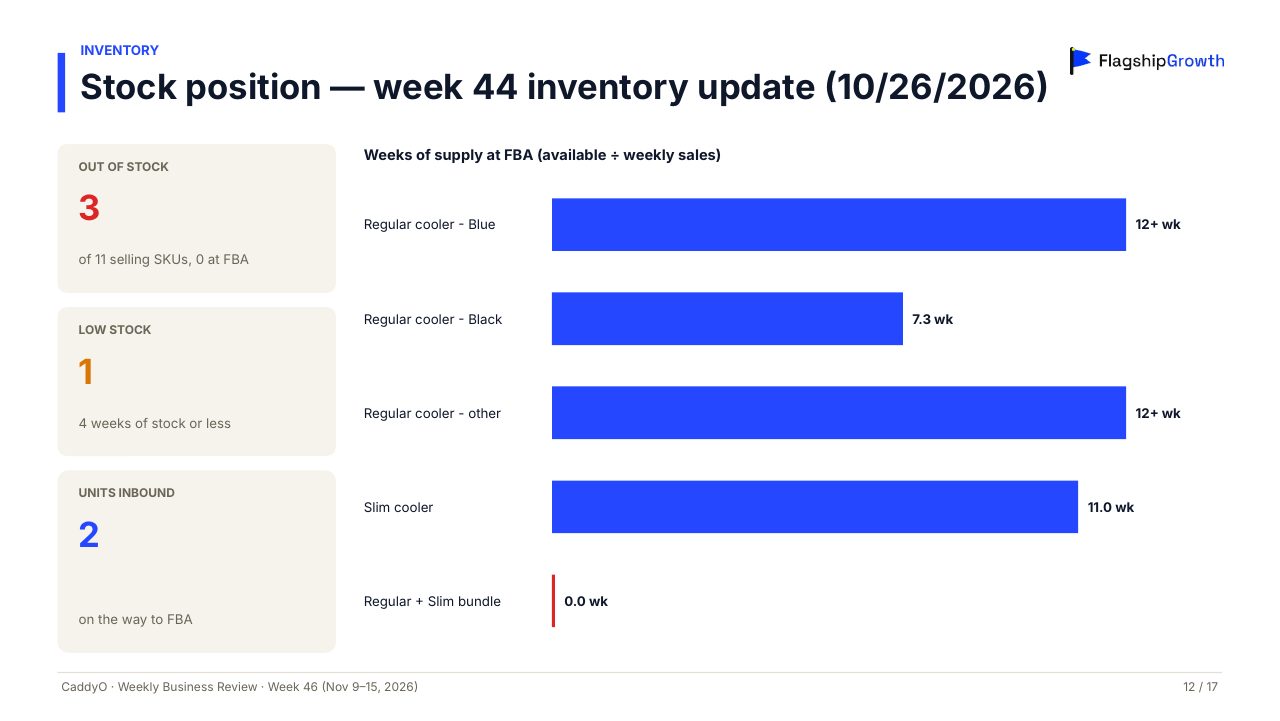 INVENTORY
Stock position — week 44 inventory update (10/26/2026)
FlagshipGrowth
OUT OF STOCK
3
of 11 selling SKUs, 0 at FBA
LOW STOCK
1
4 weeks of stock or less
UNITS INBOUND
2
on the way to FBA
Weeks of supply at FBA (available ÷ weekly sales)
Regular cooler - Blue
12+ wk
Regular cooler - Black
7.3 wk
Regular cooler - other
12+ wk
Slim cooler
11.0 wk
Regular + Slim bundle
0.0 wk
CaddyO · Weekly Business Review · Week 46 (Nov 9–15, 2026)
12 / 17